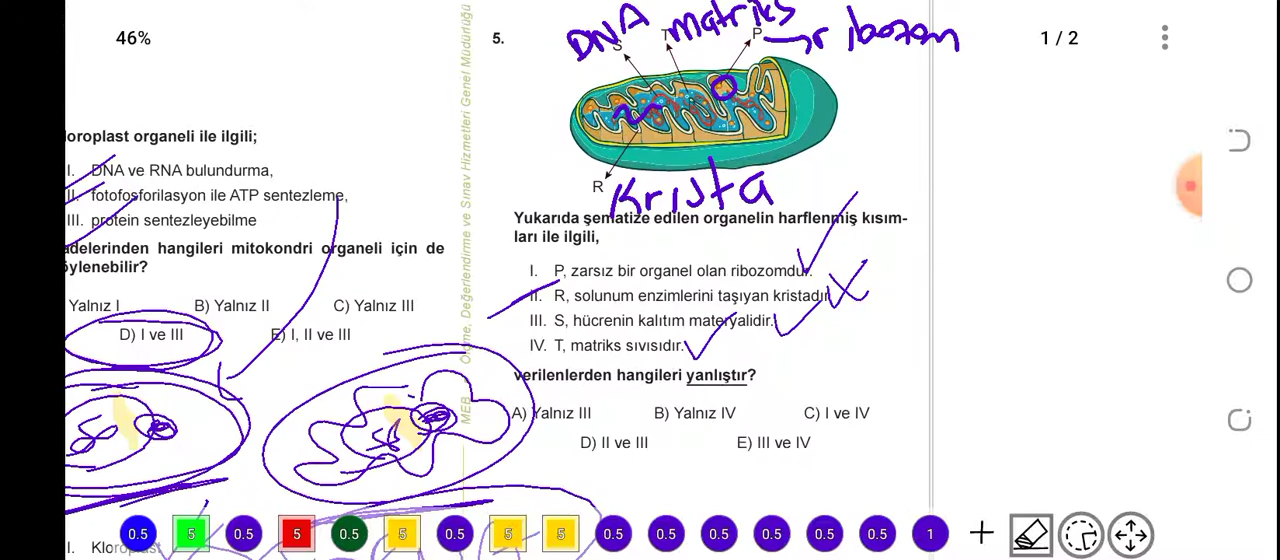 46%
loroplast organeli ile ilgili;
I. DNA ve RNA bulundurma,
II. fotofosforilasyon ile ATP sentezleme,
III. protein sentezleyebilme
adelerinden hangileri mitokondri organeli için de
öylenebilir?
Yalnız I B) Yalnız II C) Yalnız III
D) I ve III E) I, II ve III
I. Kloroplast
MEB Ölçme, Değerlendirme ve Sınav Hizmetleri Genel Müdürlüğü
5.
DNA matriks ribozom
S T P
R
Krista
Yukarıda şematize edilen organelin harflenmiş kısım-
ları ile ilgili,
I. P, zarsız bir organel olan ribozomdur.
II. R, solunum enzimlerini taşıyan kristadır.
III. S, hücrenin kalıtım materyalidir.
IV. T, matriks sıvısıdır.
verilenlerden hangileri yanlıştır?
A) Yalnız III B) Yalnız IV C) I ve IV
D) II ve III E) III ve IV
1 / 2
0.5 5 0.5 5 0.5 5 0.5 5 5 0.5 0.5 0.5 0.5 0.5 0.5 1